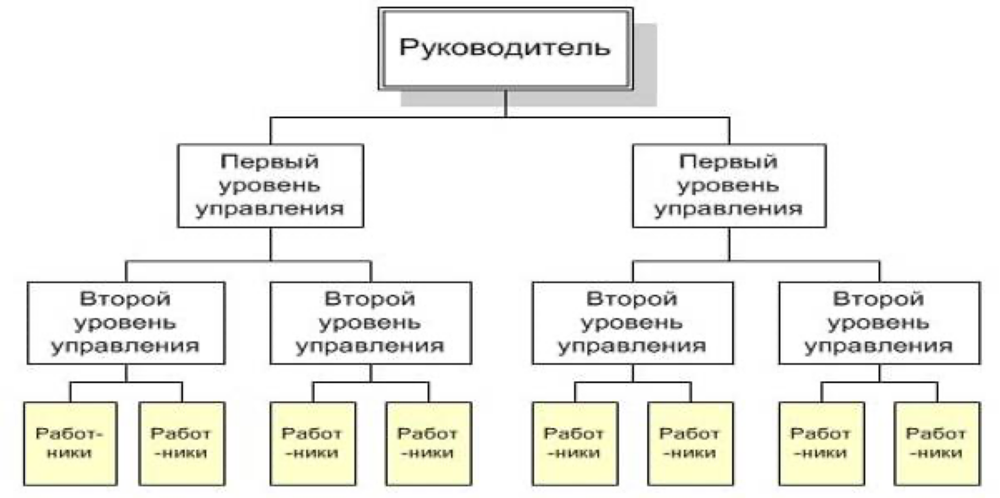 Руководитель
Первый
уровень
управления
Первый
уровень
управления
Второй
уровень
управления
Второй
уровень
управления
Второй
уровень
управления
Второй
уровень
управления
Работ-
ники
Работ
-ники
Работ
-ники
Работ
-ники
Работ
-ники
Работ
-ники
Работ
-ники
Работ
-ники